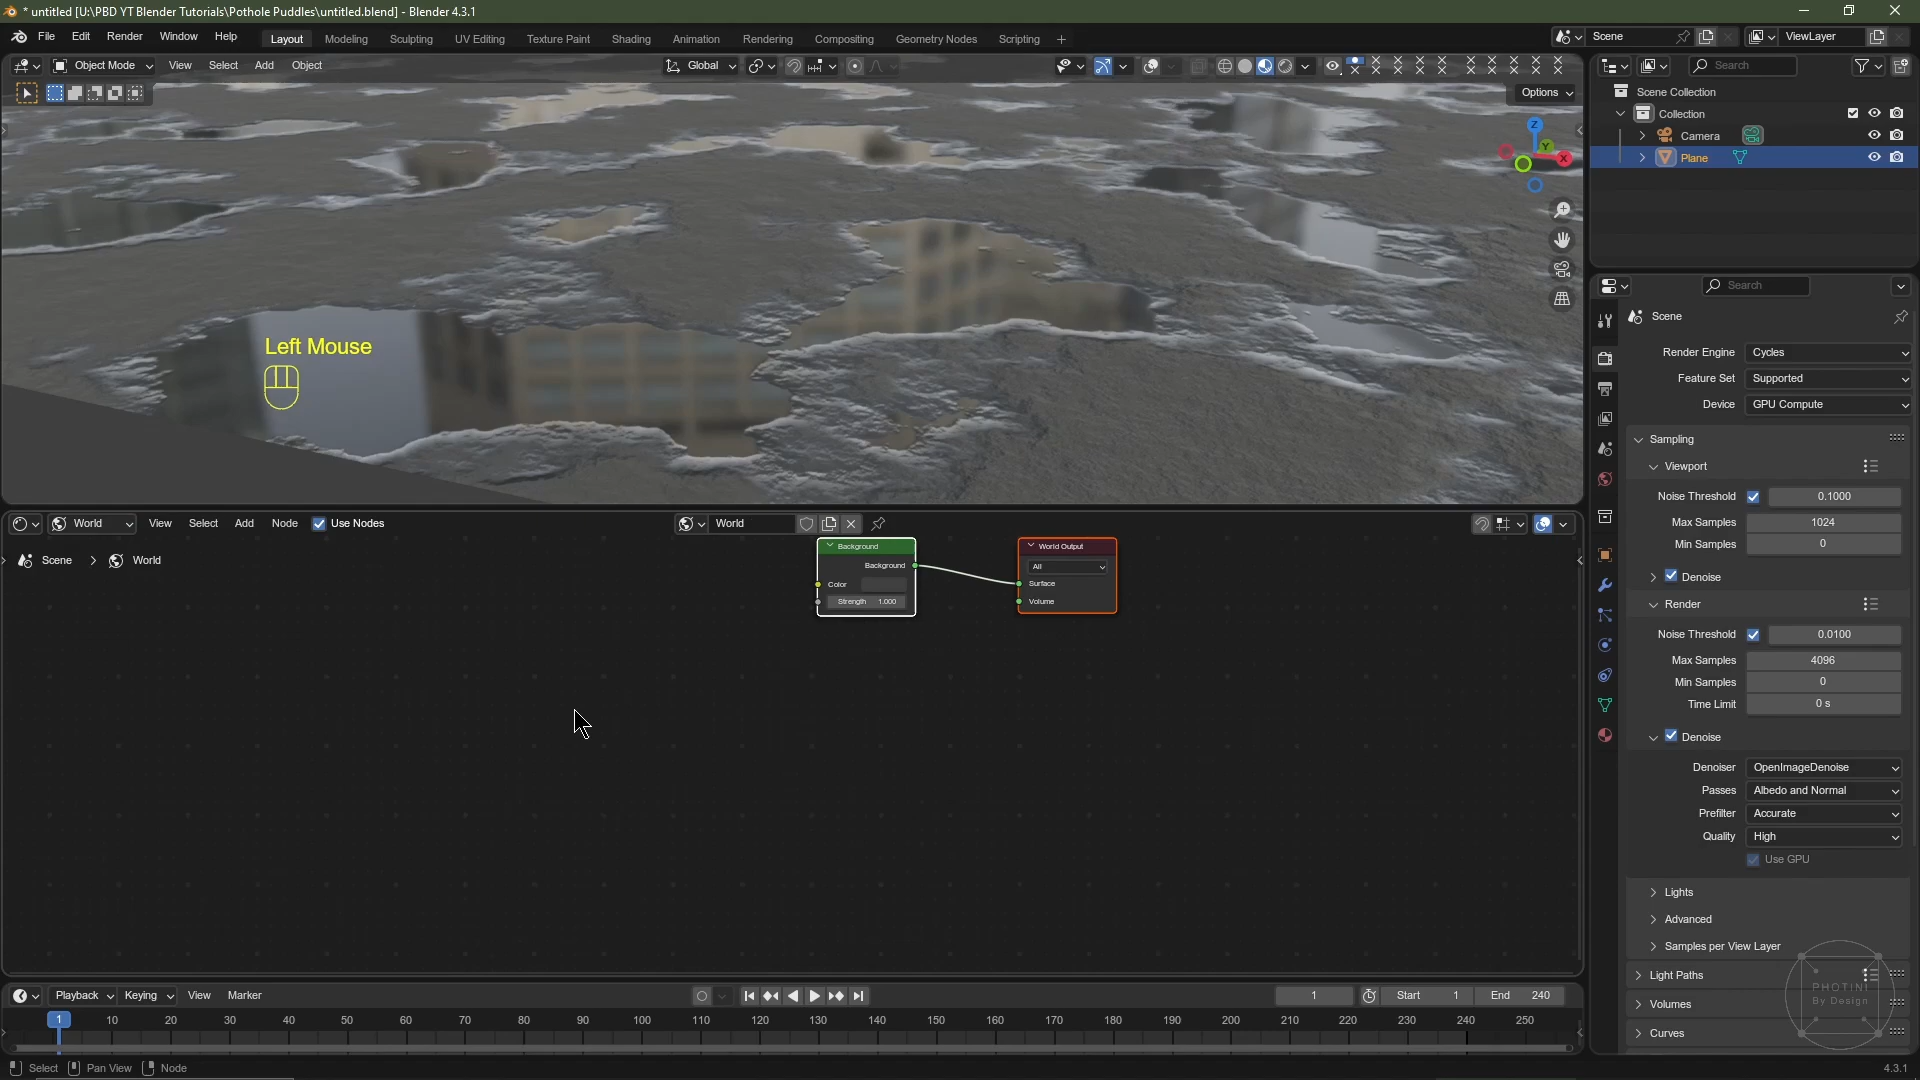 * untitled [U:\PBD YT Blender Tutorials\Pothole Puddles\untitled.blend] - Blender 4.3.1
File Edit Render Window Help
Layout Modeling Sculpting UV Editing Texture Paint Shading Animation Rendering Compositing Geometry Nodes Scripting +
Scene
ViewLayer
Object Mode View Select Add Object
Global
Options
Z
Y
X
Left Mouse
Search
Scene Collection
Collection
Camera
Plane
Search
Scene
Render Engine Cycles
Feature Set Supported
Device GPU Compute
Sampling
Viewport
Noise Threshold 0.1000
Max Samples 1024
Min Samples 0
Denoise
Render
Noise Threshold 0.0100
Max Samples 4096
Min Samples 0
Time Limit 0 s
Denoise
Denoiser OpenImageDenoise
Passes Albedo and Normal
Prefilter Accurate
Quality High
Use GPU
Lights
Advanced
Samples per View Layer
Light Paths
Volumes
Curves
PHOTINI
By Design
World View Select Add Node Use Nodes
World
Scene > World
Background
Background
Color
Strength 1.000
World Output
All
Surface
Volume
Playback Keying View Marker
1
Start 1
End 240
1 10 20 30 40 50 60 70 80 90 100 110 120 130 140 150 160 170 180 190 200 210 220 230 240 250
Select Pan View Node
4.3.1